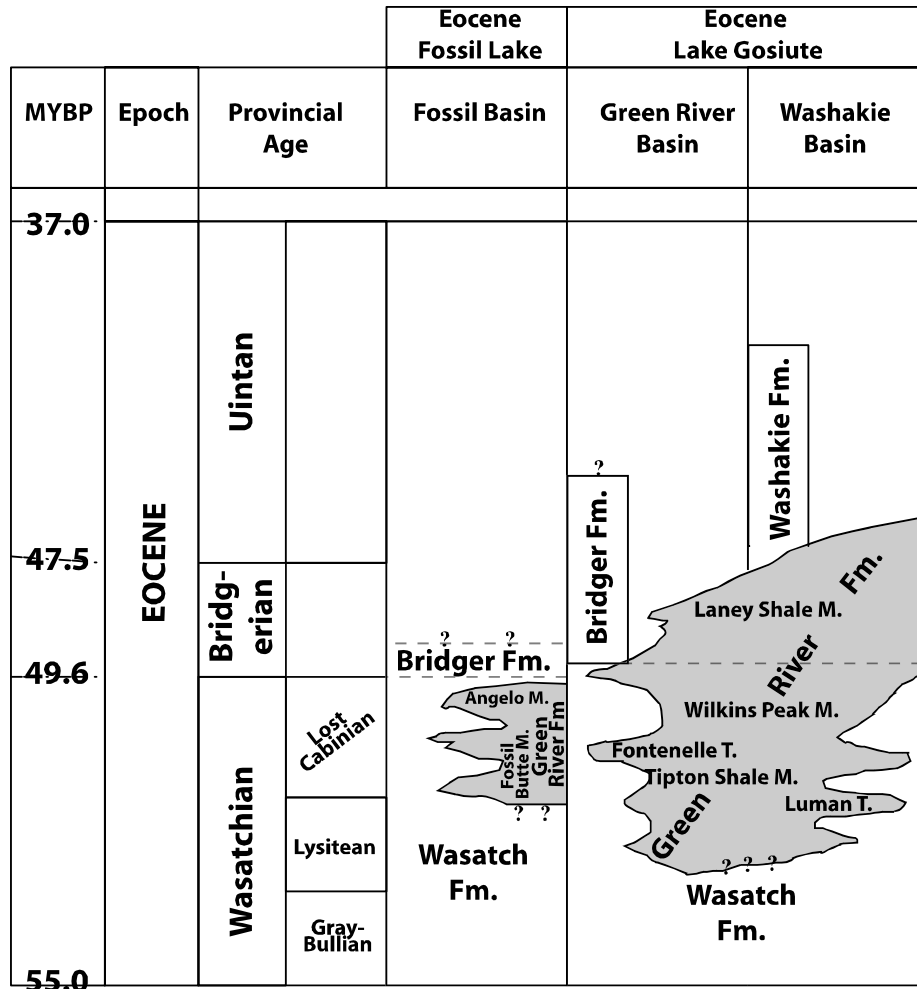 Eocene
Fossil Lake
Eocene
Lake Gosiute
MYBP
Epoch
Provincial
Age
Fossil Basin
Green River
Basin
Washakie
Basin
37.0
Uintan
Washakie Fm.
?
Bridger Fm.
EOCENE
47.5
Bridg-
erian
Fm.
Laney Shale M.
? ?
Bridger Fm.
River
49.6
Angelo M.
Wilkins Peak M.
Lost
Cabinian
Fossil
Butte M.
Green
River Fm
Fontenelle T.
Tipton Shale M.
Luman T.
? ?
Green
Wasatchian
Lysitean
Wasatch
Fm.
? ? ?
Wasatch
Fm.
Gray-
Bullian
55.0